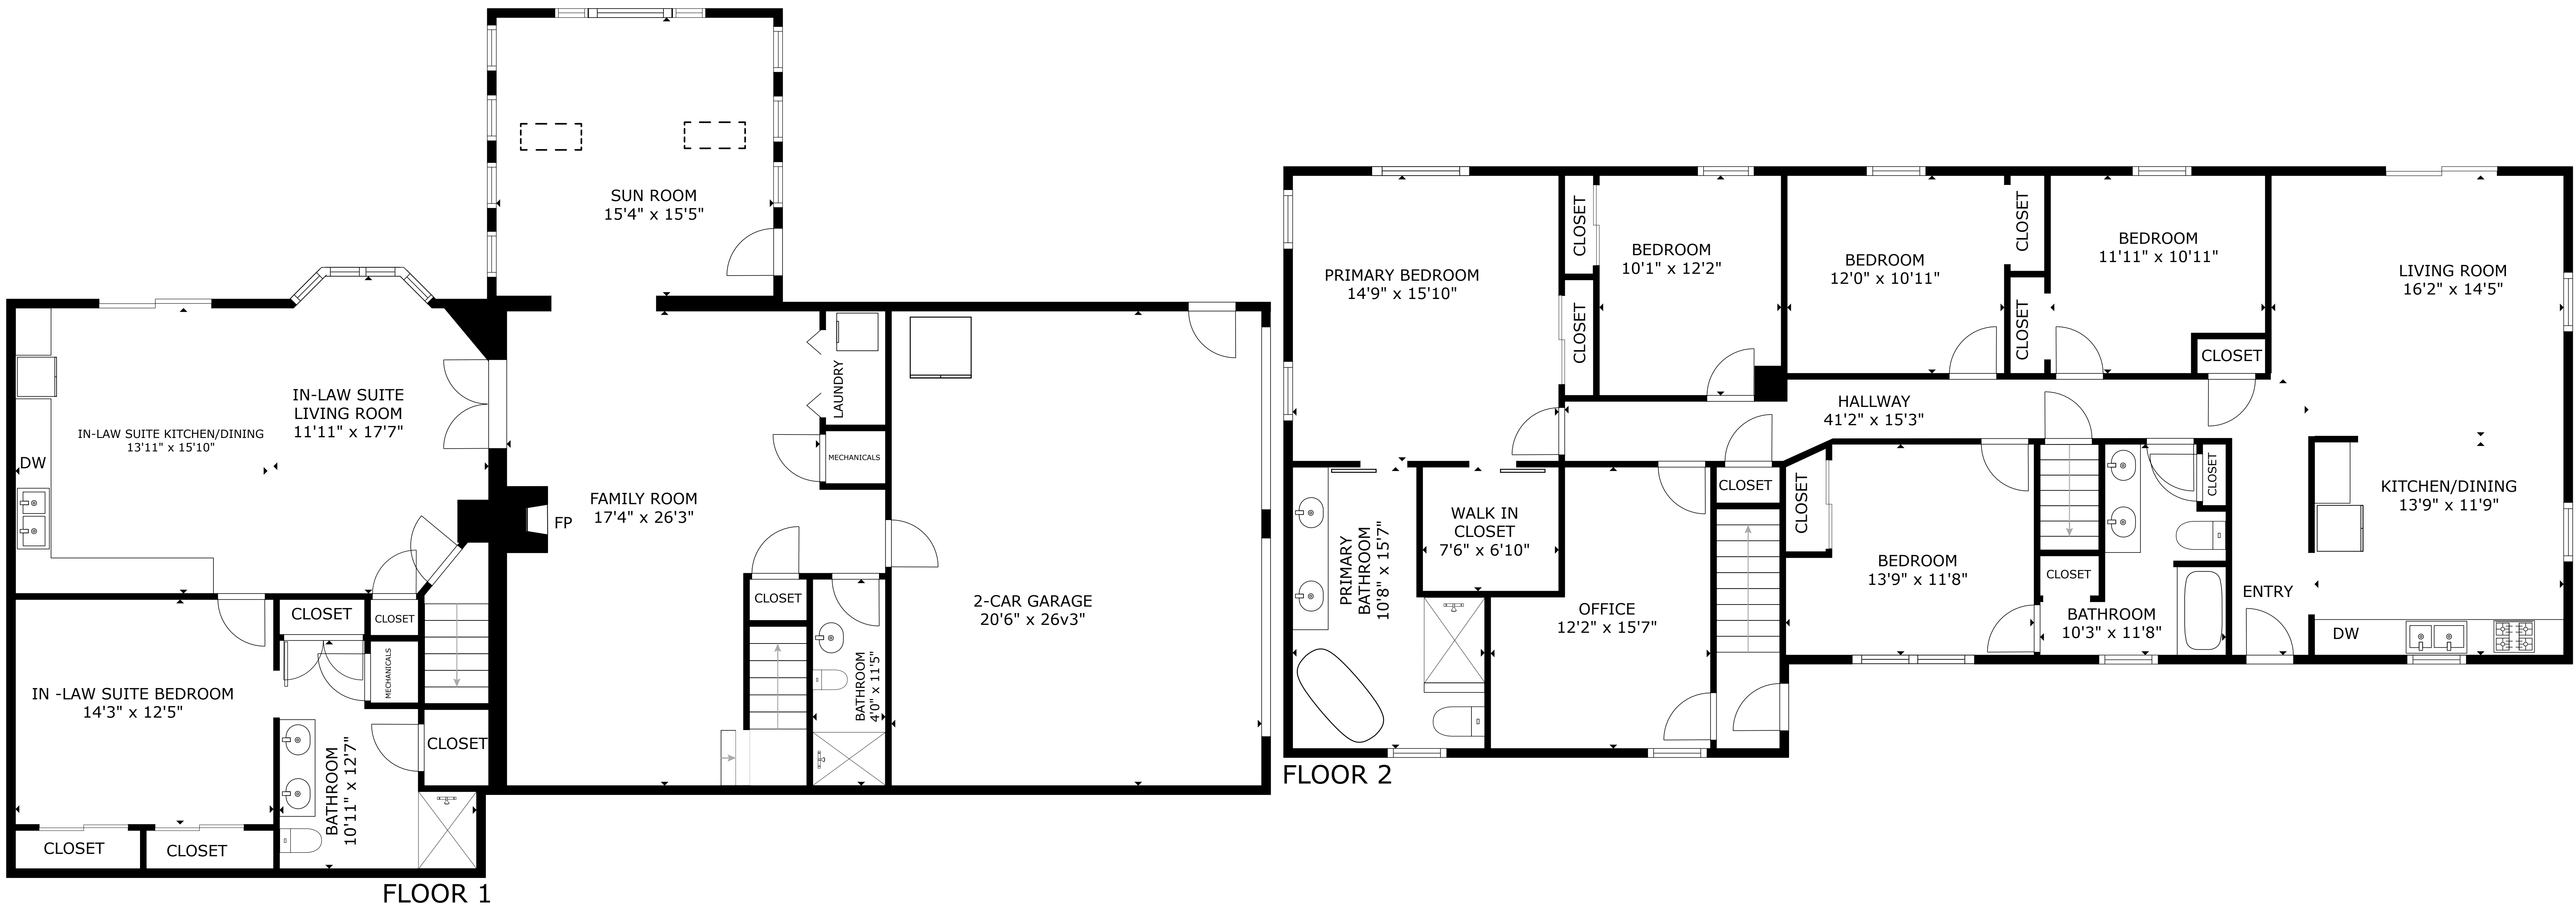 SUN ROOM
15'4" x 15'5"
IN-LAW SUITE
LIVING ROOM
11'11" x 17'7"
IN-LAW SUITE KITCHEN/DINING
13'11" x 15'10"
DW
LAUNDRY
MECHANICALS
FAMILY ROOM
17'4" x 26'3"
FP
2-CAR GARAGE
20'6" x 26v3"
CLOSET
CLOSET
CLOSET
MECHANICALS
IN -LAW SUITE BEDROOM
14'3" x 12'5"
BATHROOM
4'0" x 11'5"
CLOSET
BATHROOM
10'11" x 12'7"
CLOSET
CLOSET
FLOOR 1
PRIMARY BEDROOM
14'9" x 15'10"
CLOSET
CLOSET
BEDROOM
10'1" x 12'2"
BEDROOM
12'0" x 10'11"
CLOSET
CLOSET
BEDROOM
11'11" x 10'11"
CLOSET
LIVING ROOM
16'2" x 14'5"
HALLWAY
41'2" x 15'3"
PRIMARY
BATHROOM
10'8" x 15'7"
WALK IN
CLOSET
7'6" x 6'10"
OFFICE
12'2" x 15'7"
CLOSET
CLOSET
BEDROOM
13'9" x 11'8"
CLOSET
CLOSET
BATHROOM
10'3" x 11'8"
ENTRY
KITCHEN/DINING
13'9" x 11'9"
DW
FLOOR 2